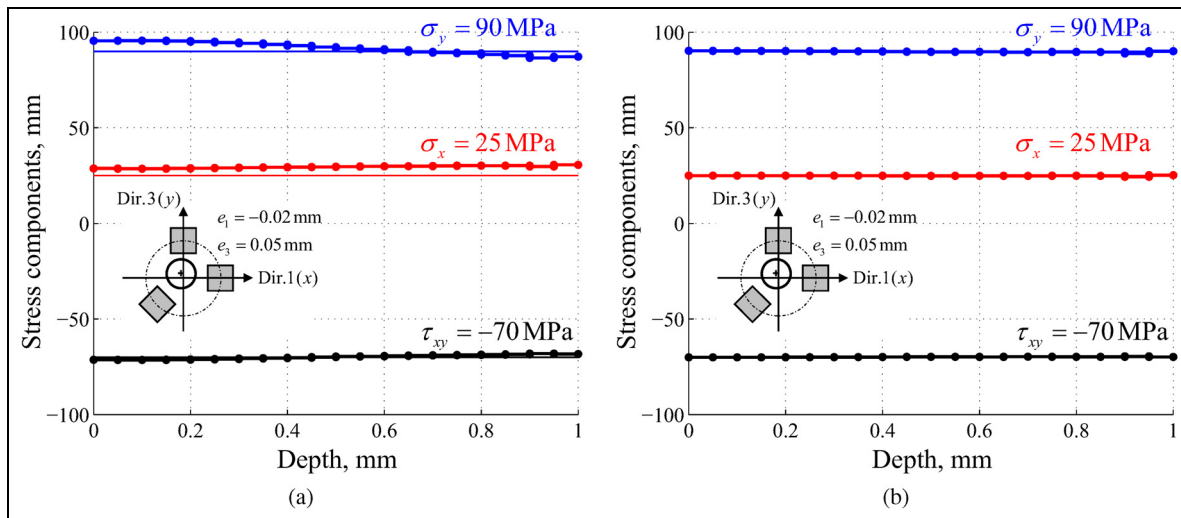 100
50
0
−50
−100
0
0.2
0.4
0.6
0.8
1
Stress components, mm
Depth, mm
σy = 90 MPa
σx = 25 MPa
τxy = −70 MPa
Dir.3(y)
e1 = −0.02 mm
e3 = 0.05 mm
Dir.1(x)
(a)
100
50
0
−50
−100
0
0.2
0.4
0.6
0.8
1
Stress components, mm
Depth, mm
σy = 90 MPa
σx = 25 MPa
τxy = −70 MPa
Dir.3(y)
e1 = −0.02 mm
e3 = 0.05 mm
Dir.1(x)
(b)